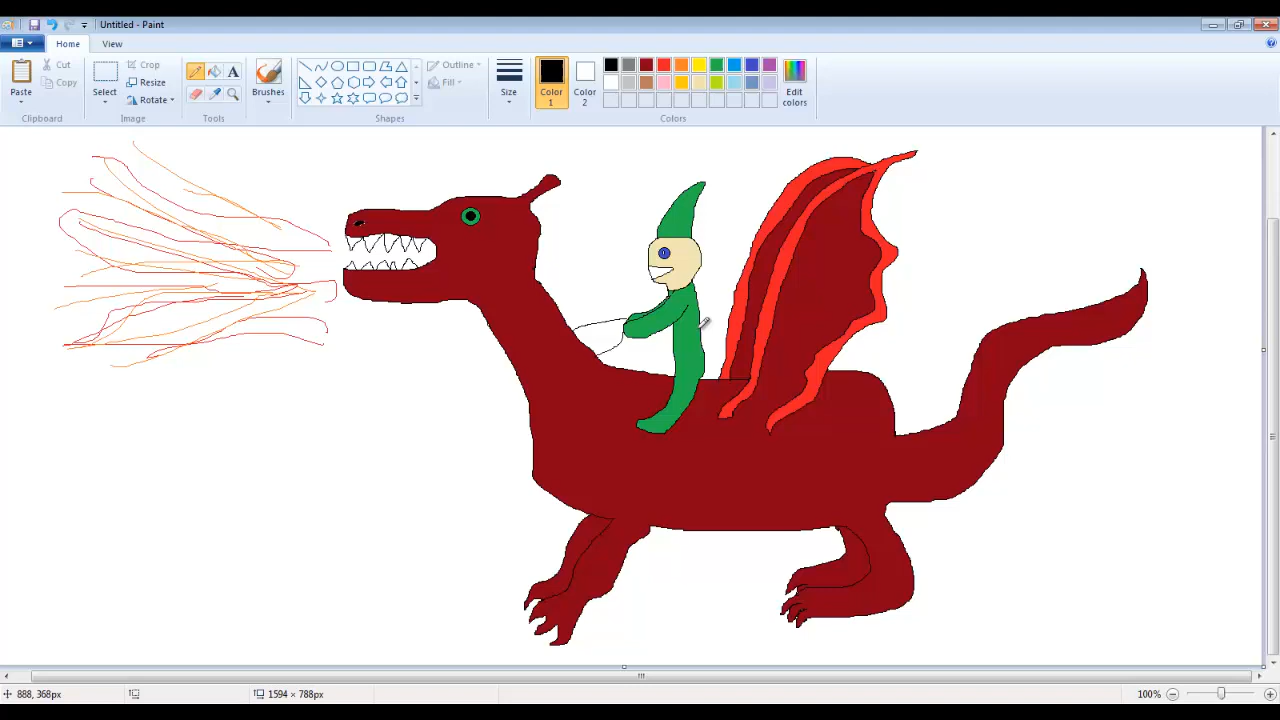 Untitled - Paint
Home View
Paste
Cut
Copy
Clipboard
Select
Crop
Resize
Rotate
Image
A
Tools
Brushes
Outline
Fill
Shapes
Size
Color
1
Color
2
Edit
colors
Colors
888, 368px
1594 × 788px
100%